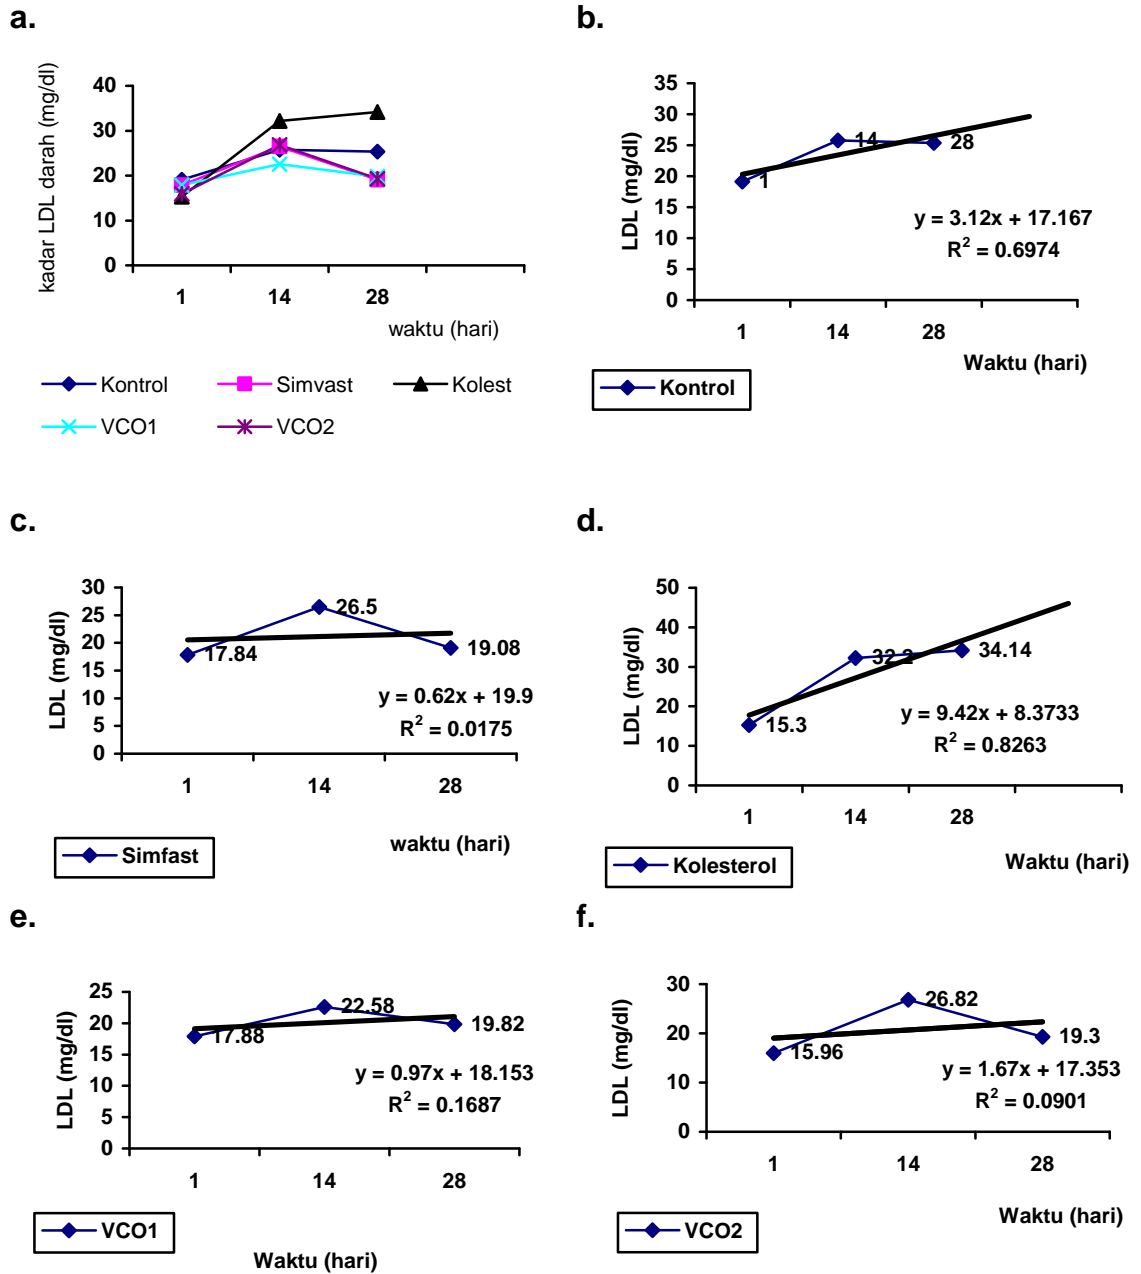 a.
kadar LDL darah (mg/dl)
40
30
20
10
0
1 14 28
waktu (hari)
Kontrol Simvast Kolest
VCO1 VCO2
b.
LDL (mg/dl)
35
30
25
20
15
10
5
0
1 14 28
y = 3.12x + 17.167
R² = 0.6974
1 14 28
Waktu (hari)
Kontrol
c.
LDL (mg/dl)
30
25
20
15
10
5
0
17.84 26.5 19.08
y = 0.62x + 19.9
R² = 0.0175
1 14 28
waktu (hari)
Simfast
d.
LDL (mg/dl)
50
40
30
20
10
0
15.3 32.2 34.14
y = 9.42x + 8.3733
R² = 0.8263
1 14 28
Waktu (hari)
Kolesterol
e.
LDL (mg/dl)
25
20
15
10
5
0
17.88 22.58 19.82
y = 0.97x + 18.153
R² = 0.1687
1 14 28
VCO1
Waktu (hari)
f.
LDL (mg/dl)
30
20
10
0
15.96 26.82 19.3
y = 1.67x + 17.353
R² = 0.0901
1 14 28
Waktu (hari)
VCO2